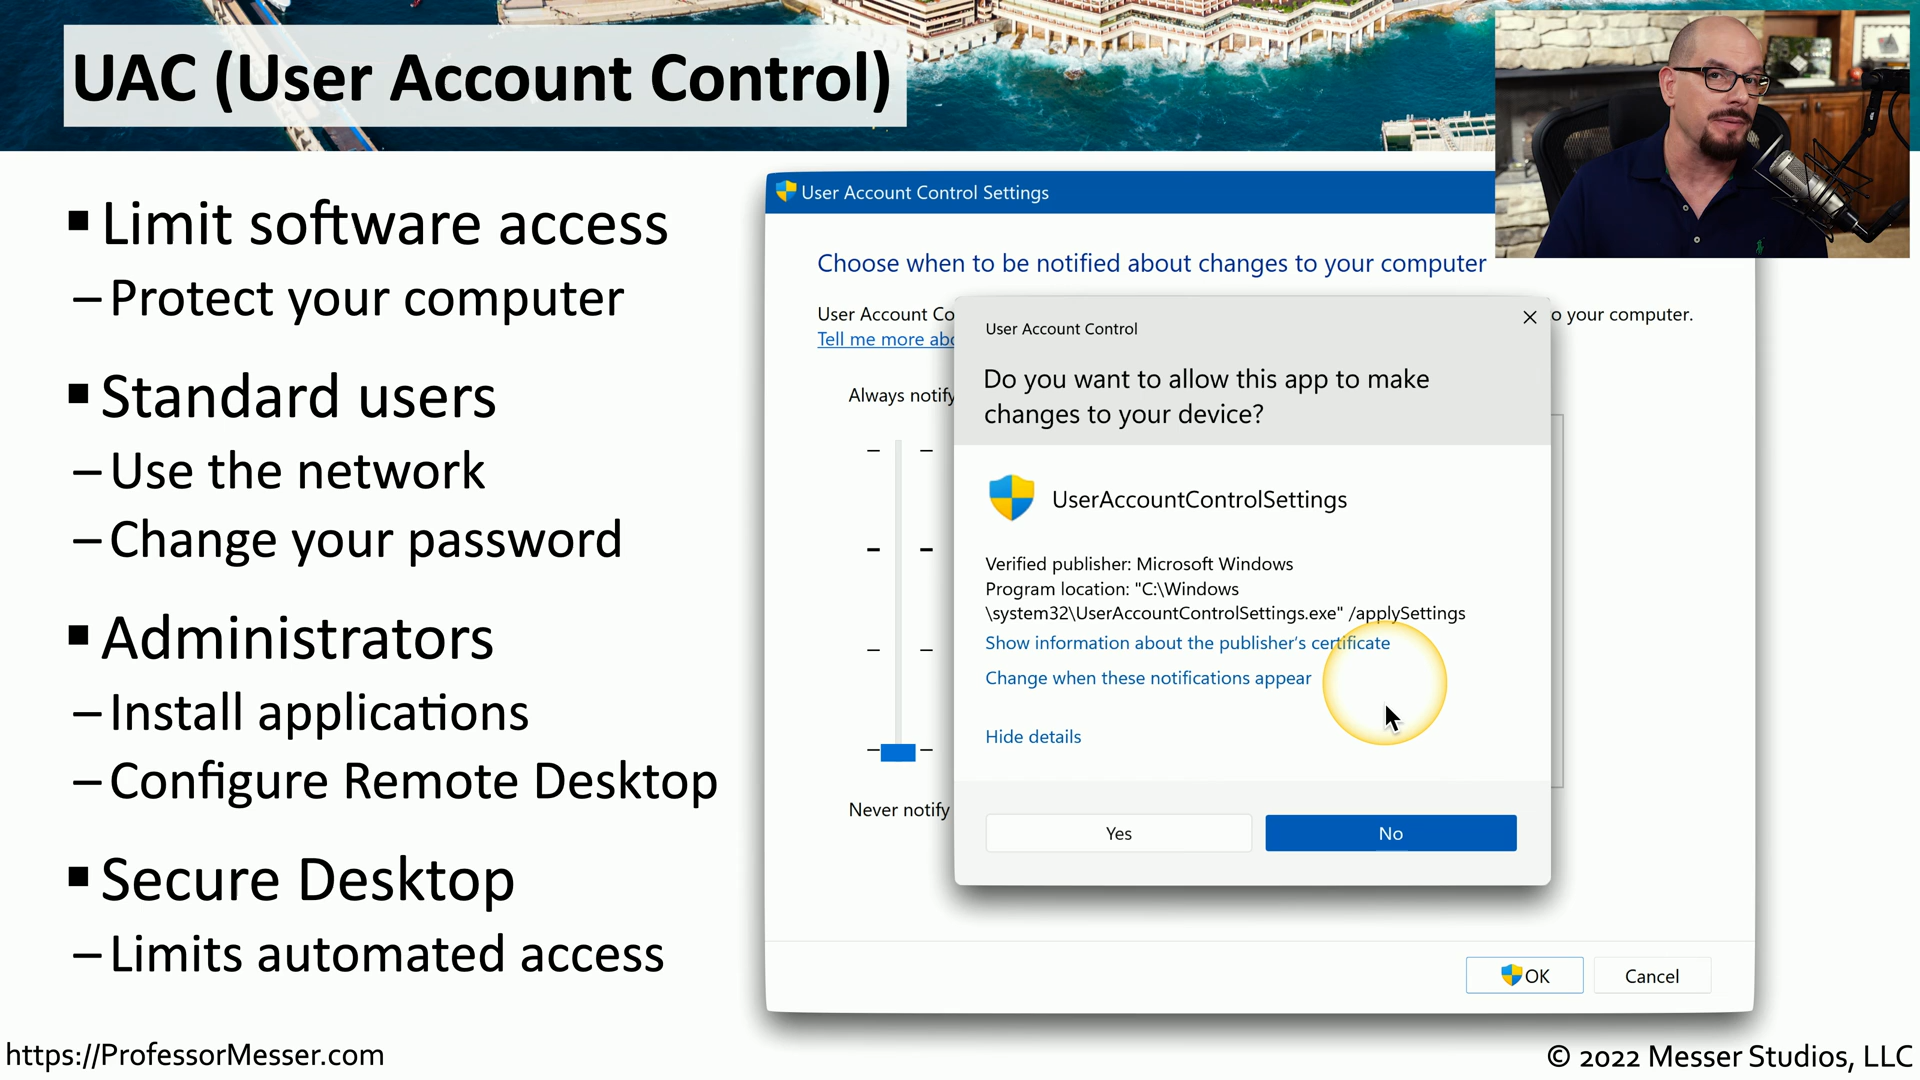 UAC (User Account Control)
▪ Limit software access
– Protect your computer
▪ Standard users
– Use the network
– Change your password
▪ Administrators
– Install applications
– Configure Remote Desktop
▪ Secure Desktop
– Limits automated access
User Account Control Settings
Choose when to be notified about changes to your computer
User Account Co
o your computer.
Tell me more abo
Always notify
Never notify
User Account Control
Do you want to allow this app to make
changes to your device?
UserAccountControlSettings
Verified publisher: Microsoft Windows
Program location: "C:\Windows
\system32\UserAccountControlSettings.exe" /applySettings
Show information about the publisher's certificate
Change when these notifications appear
Hide details
Yes
No
OK
Cancel
https://ProfessorMesser.com
© 2022 Messer Studios, LLC